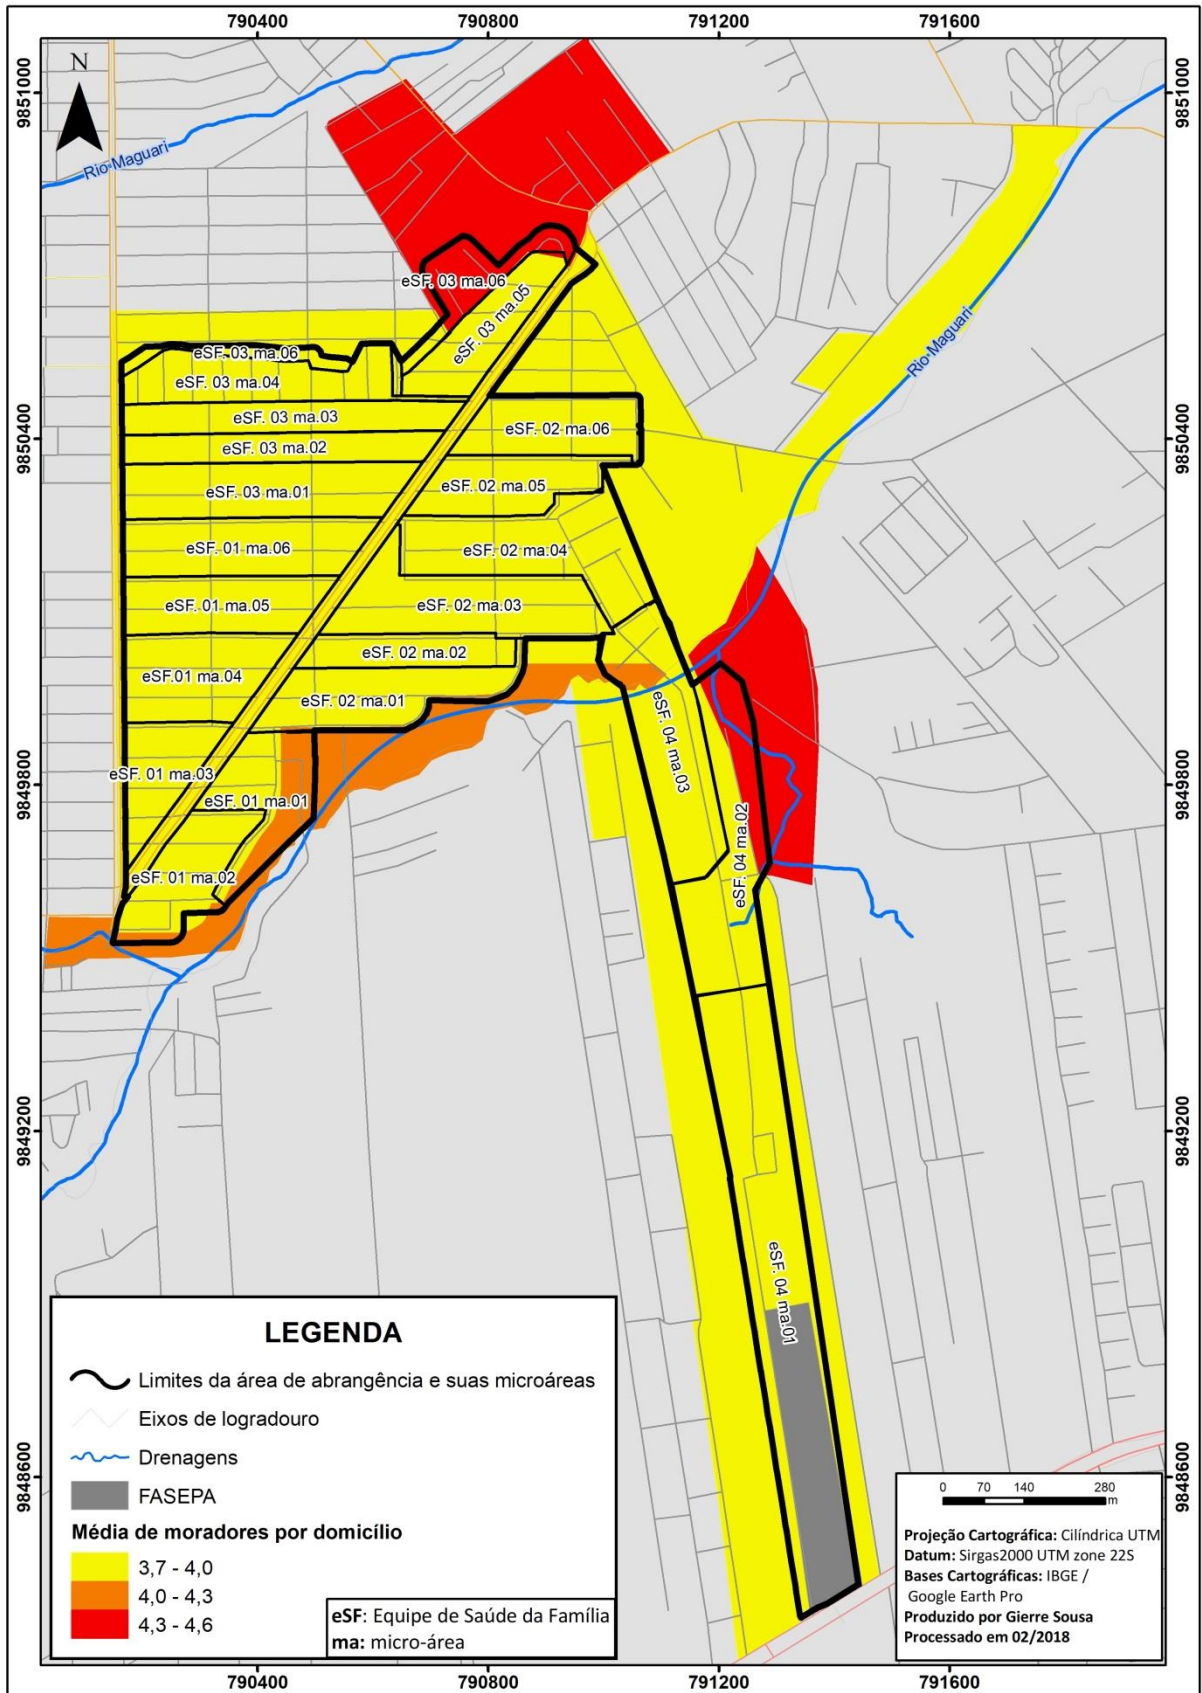 790400
790800
791200
791600
9851000
9851000
N
Rio Maguari
eSF. 03 ma.06
eSF. 03 ma.05
Rio Maguari
eSF. 03 ma.06
eSF. 03 ma.04
eSF. 03 ma.03
eSF. 02 ma.06
9850400
9850400
eSF. 03 ma.02
eSF. 03 ma.01
eSF. 02 ma.05
eSF. 01 ma.06
eSF. 02 ma.04
eSF. 01 ma.05
eSF. 02 ma.03
eSF. 02 ma.02
eSF.01 ma.04
eSF. 02 ma.01
eSF. 04 ma.03
eSF. 01 ma.03
9849800
9849800
eSF. 01 ma.01
eSF. 04 ma.02
eSF. 01 ma.02
9849200
9849200
eSF. 04 ma.01
LEGENDA
Limites da área de abrangência e suas microáreas
Eixos de logradouro
Drenagens
FASEPA
Média de moradores por domicílio
3,7 - 4,0
4,0 - 4,3
4,3 - 4,6
eSF: Equipe de Saúde da Família
ma: micro-área
9848600
9848600
0 70 140 280
m
Projeção Cartográfica: Cilíndrica UTM
Datum: Sirgas2000 UTM zone 22S
Bases Cartográficas: IBGE /
Google Earth Pro
Produzido por Gierre Sousa
Processado em 02/2018
790400
790800
791200
791600